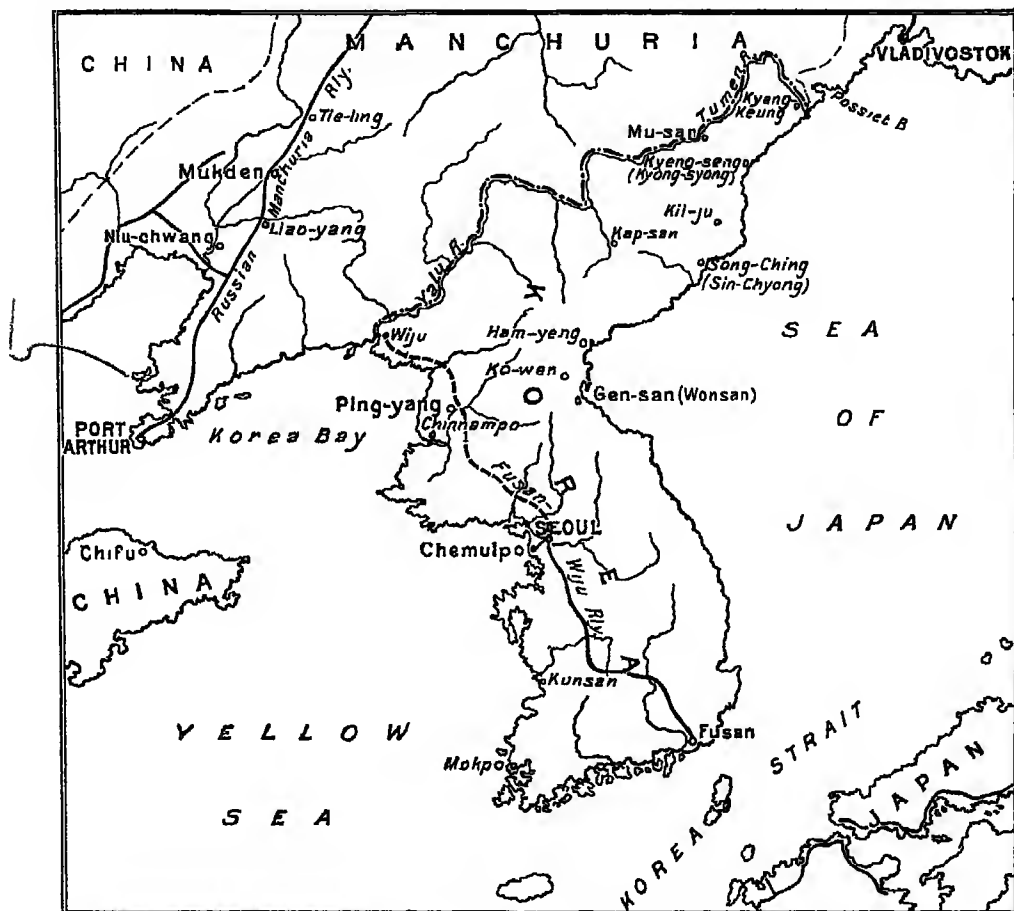 MANCHURIA
CHINA
VLADIVOSTOK
Possiet B
Rly.
Manchuria
Russian
Tie-ling
Tumen
Kyang
Keung
Mu-san
Mukden
Kyeng-seng
(Kyong-syong)
Kil-ju
Liao-yang
Niu-chwang
Kap-san
Yalu R.
Song-Ching
(Sin-Chyong)
KOREA
Wiju
Ham-yeng
SEA
OF
JAPAN
Ko-wen
Gen-san (Wonsan)
Ping-yang
Chinnampo
PORT
ARTHUR
Korea Bay
Fusan-
Wiju Rly.
SEOUL
Chemulpo
Chifu
CHINA
Kunsan
YELLOW
SEA
Fusan
Mokpo
KOREA STRAIT
JAPAN